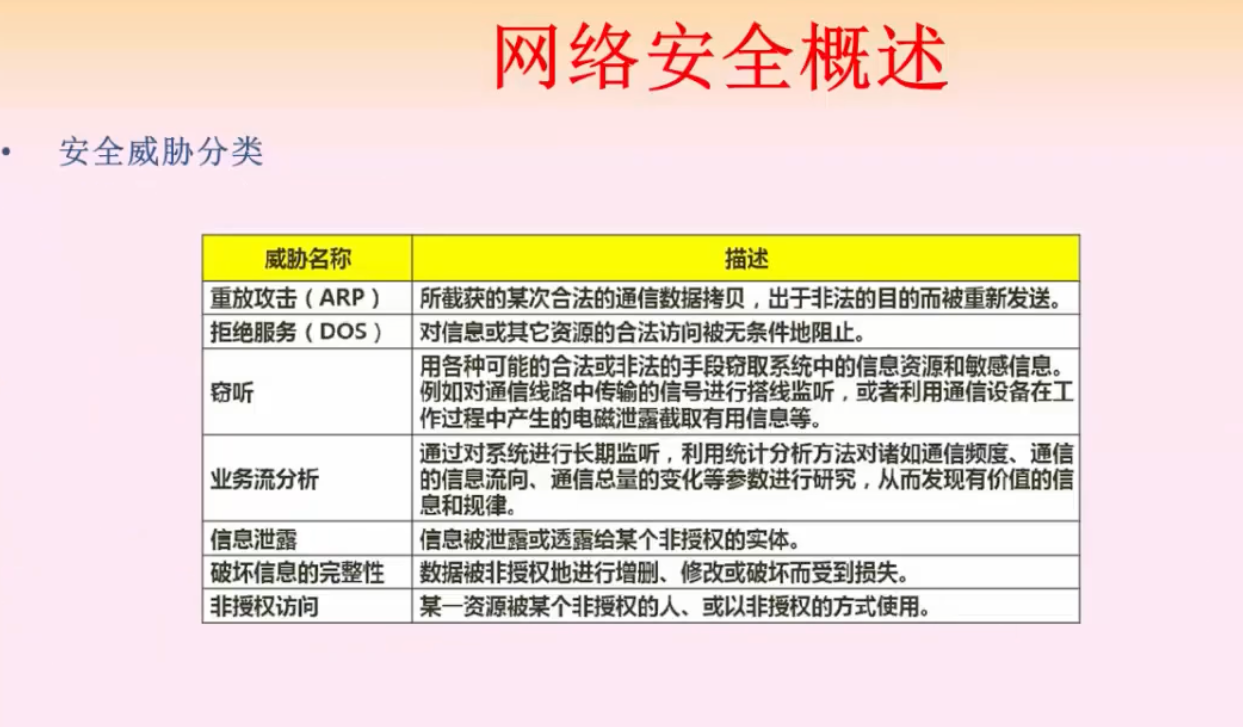 网络安全概述
• 安全威胁分类
威胁名称 描述
重放攻击（ARP） 所截获的某次合法的通信数据拷贝，出于非法的目的而被重新发送。
拒绝服务（DOS） 对信息或其它资源的合法访问被无条件地阻止。
窃听
用各种可能的合法或非法的手段窃取系统中的信息资源和敏感信息。
例如对通信线路中传输的信号进行搭线监听，或者利用通信设备在工
作过程中产生的电磁泄露截取有用信息等。
业务流分析
通过对系统进行长期监听，利用统计分析方法对诸如通信频度、通信
的信息流向、通信总量的变化等参数进行研究，从而发现有价值的信
息和规律。
信息泄露 信息被泄露或透露给某个非授权的实体。
破坏信息的完整性 数据被非授权地进行增删、修改或破坏而受到损失。
非授权访问 某一资源被某个非授权的人、或以非授权的方式使用。